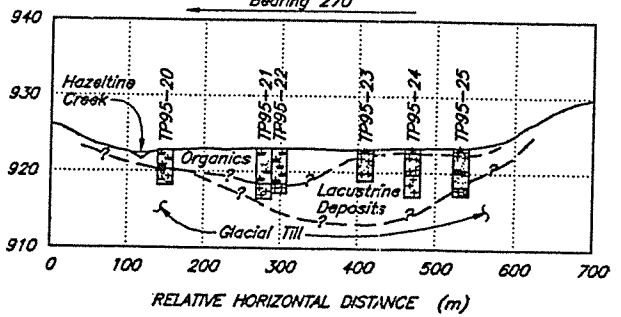 Bearing 270
940
930
920
910
Hazeltine
Creek
TP95-20
TP95-21
TP95-22
TP95-23
TP95-24
TP95-25
Organics
?
?
?
?
?
?
?
?
Lacustrine
Deposits
Glacial Till
0
100
200
300
400
500
600
700
RELATIVE HORIZONTAL DISTANCE (m)